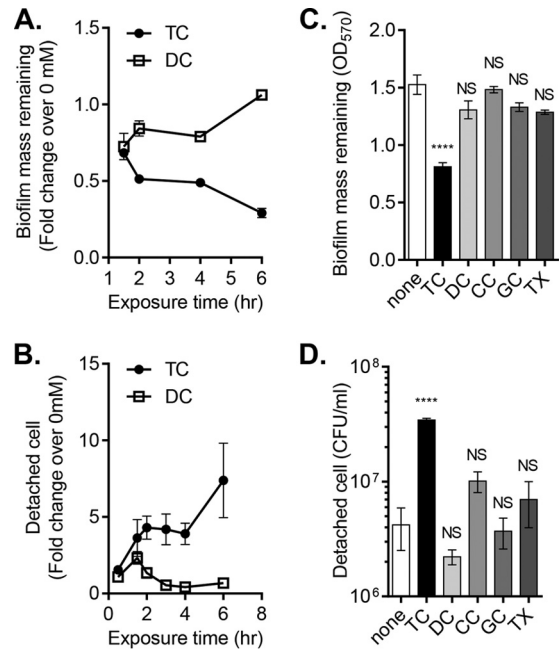 A.
TC
DC
Biofilm mass remaining
(Fold change over 0 mM)
1.5
1.0
0.5
0.0
1 2 3 4 5 6
Exposure time (hr)
B.
TC
DC
Detached cell
(Fold change over 0mM)
15
10
5
0
0 2 4 6 8
Exposure time (hr)
C.
Biofilm mass remaining (OD570)
2.0
1.5
1.0
0.5
0.0
**** NS NS NS NS
none TC DC CC GC TX
D.
Detached cell (CFU/ml)
10^8
10^7
10^6
**** NS NS NS NS
none TC DC CC GC TX